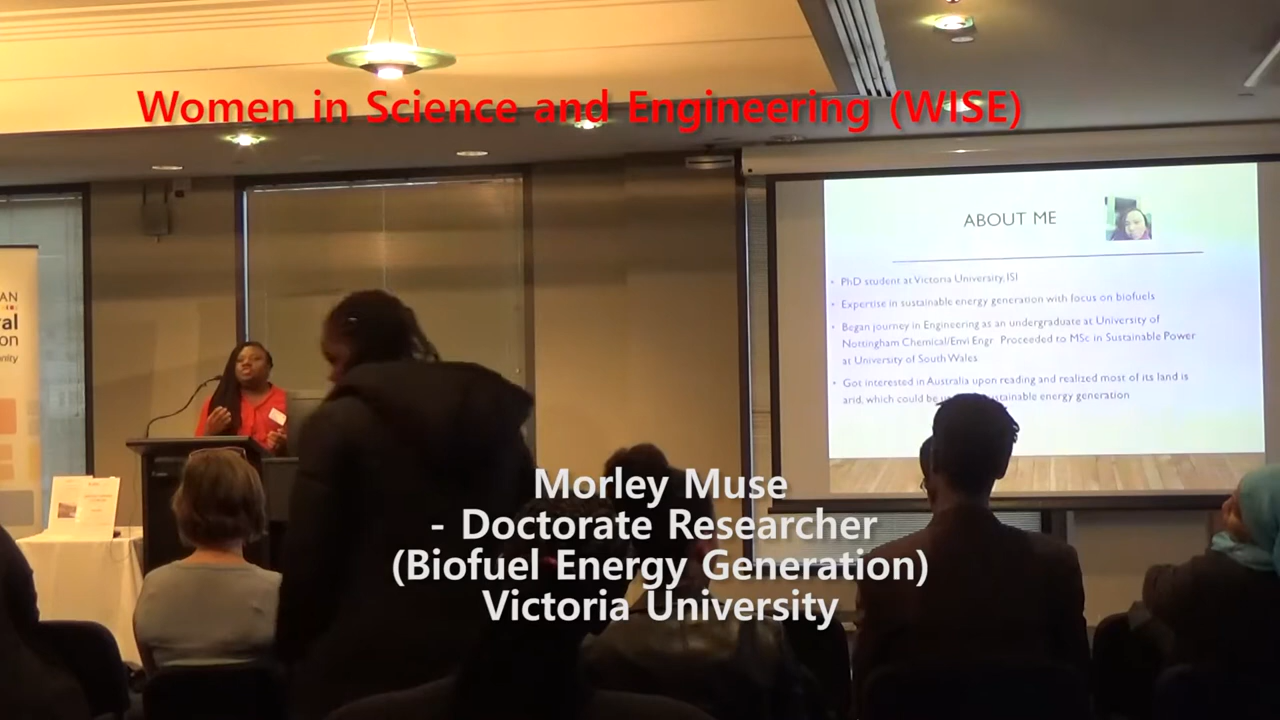 Women in Science and Engineering (WISE)
ABOUT ME
• PhD student at Victoria University, ISI
• Expertise in sustainable energy generation with focus on biofuels
• Began journey in Engineering as an undergraduate at University of
Nottingham Chemical/Envi Engr Proceeded to MSc in Sustainable Power
at University of South Wales
• Got interested in Australia upon reading and realized most of its land is
arid, which could be sustainable energy generation
AN
ral
on
nity
Morley Muse
- Doctorate Researcher
(Biofuel Energy Generation)
Victoria University